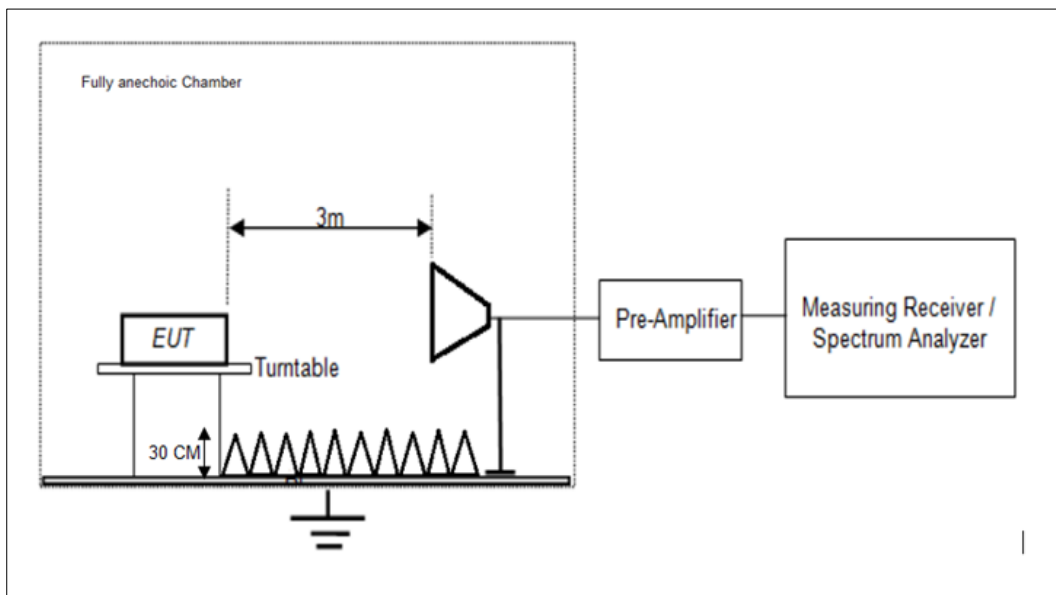 Fully anechoic Chamber
3m
EUT
Turntable
30 CM
Pre-Amplifier
Measuring Receiver /
Spectrum Analyzer